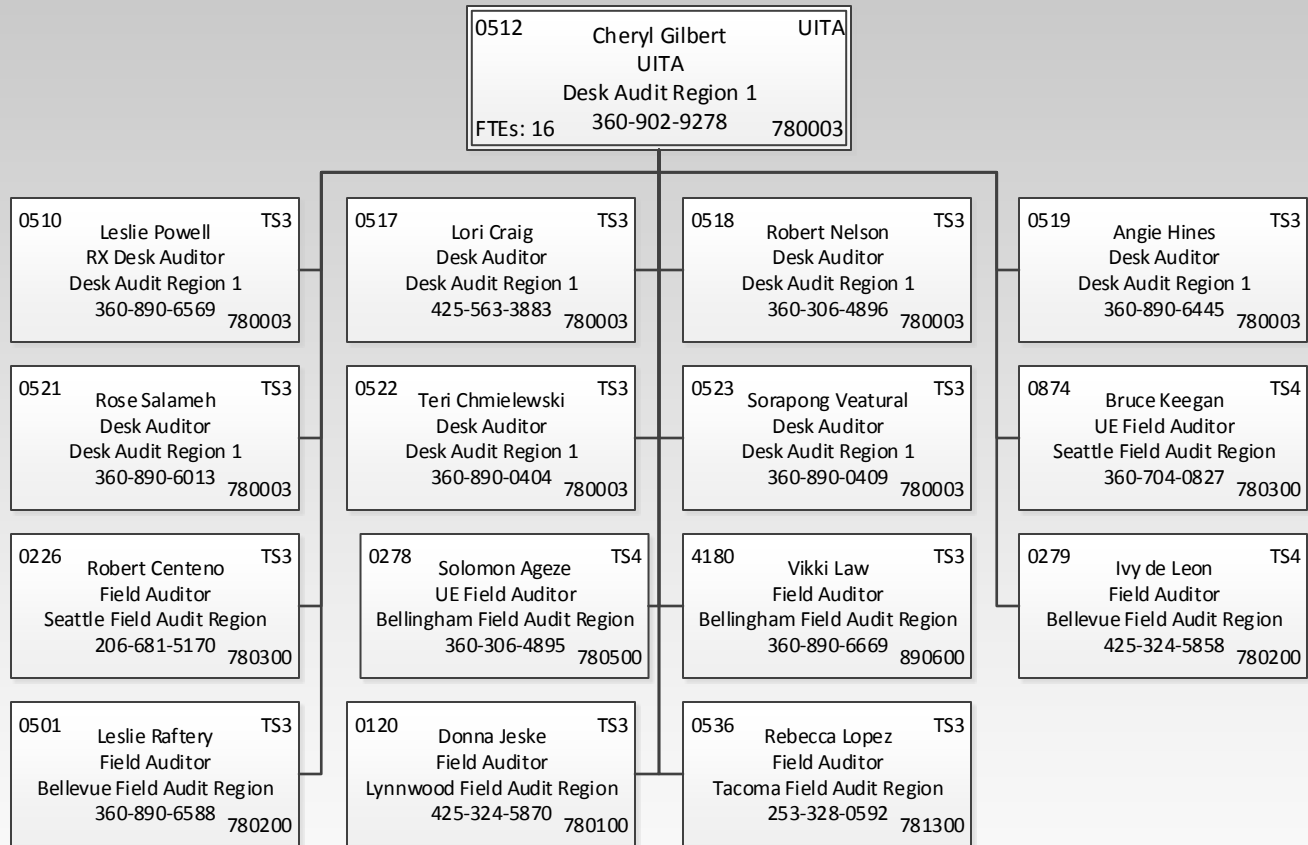 0512 UITA
Cheryl Gilbert
UITA
Desk Audit Region 1
FTEs: 16 360-902-9278 780003
0510 TS3
Leslie Powell
RX Desk Auditor
Desk Audit Region 1
360-890-6569
780003
0517 TS3
Lori Craig
Desk Auditor
Desk Audit Region 1
425-563-3883
780003
0518 TS3
Robert Nelson
Desk Auditor
Desk Audit Region 1
360-306-4896
780003
0519 TS3
Angie Hines
Desk Auditor
Desk Audit Region 1
360-890-6445
780003
0521 TS3
Rose Salameh
Desk Auditor
Desk Audit Region 1
360-890-6013
780003
0522 TS3
Teri Chmielewski
Desk Auditor
Desk Audit Region 1
360-890-0404
780003
0523 TS3
Sorapong Veatural
Desk Auditor
Desk Audit Region 1
360-890-0409
780003
0874 TS4
Bruce Keegan
UE Field Auditor
Seattle Field Audit Region
360-704-0827
780300
0226 TS3
Robert Centeno
Field Auditor
Seattle Field Audit Region
206-681-5170
780300
0278 TS4
Solomon Ageze
UE Field Auditor
Bellingham Field Audit Region
360-306-4895
780500
4180 TS3
Vikki Law
Field Auditor
Bellingham Field Audit Region
360-890-6669
890600
0279 TS4
Ivy de Leon
Field Auditor
Bellevue Field Audit Region
425-324-5858
780200
0501 TS3
Leslie Raftery
Field Auditor
Bellevue Field Audit Region
360-890-6588
780200
0120 TS3
Donna Jeske
Field Auditor
Lynnwood Field Audit Region
425-324-5870
780100
0536 TS3
Rebecca Lopez
Field Auditor
Tacoma Field Audit Region
253-328-0592
781300